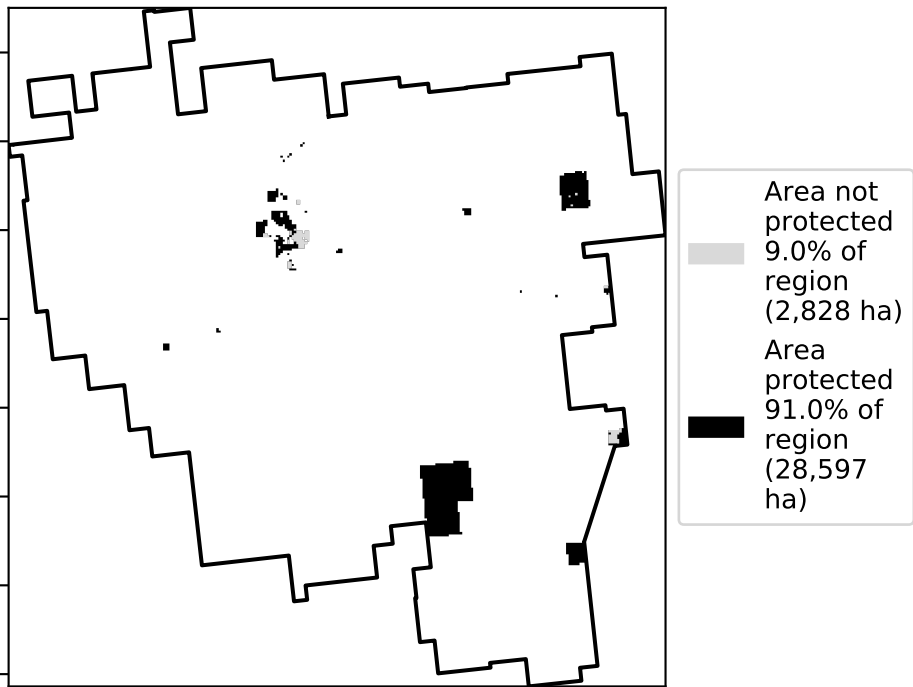 Area not
protected
9.0% of
region
(2,828 ha)
Area
protected
91.0% of
region
(28,597
ha)